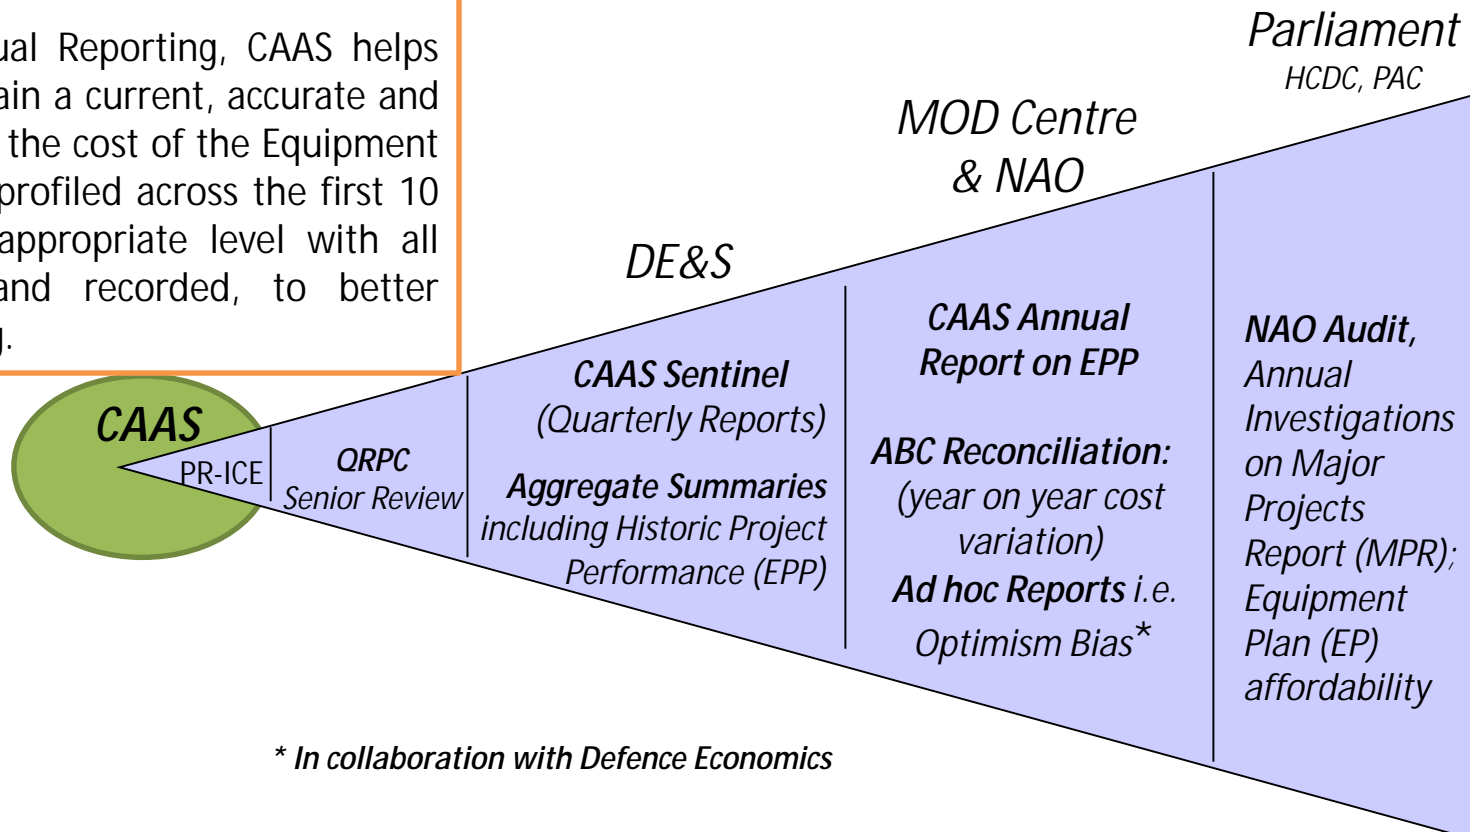 ual Reporting, CAAS helps
ain a current, accurate and
the cost of the Equipment
profiled across the first 10
appropriate level with all
and recorded, to better
.
Parliament
HCDC, PAC
MOD Centre
& NAO
DE&S
CAAS
PR-ICE
QRPC
Senior Review
CAAS Sentinel
(Quarterly Reports)
Aggregate Summaries
including Historic Project
Performance (EPP)
CAAS Annual
Report on EPP
ABC Reconciliation:
(year on year cost
variation)
Ad hoc Reports i.e.
Optimism Bias*
NAO Audit,
Annual
Investigations
on Major
Projects
Report (MPR);
Equipment
Plan (EP)
affordability
* In collaboration with Defence Economics